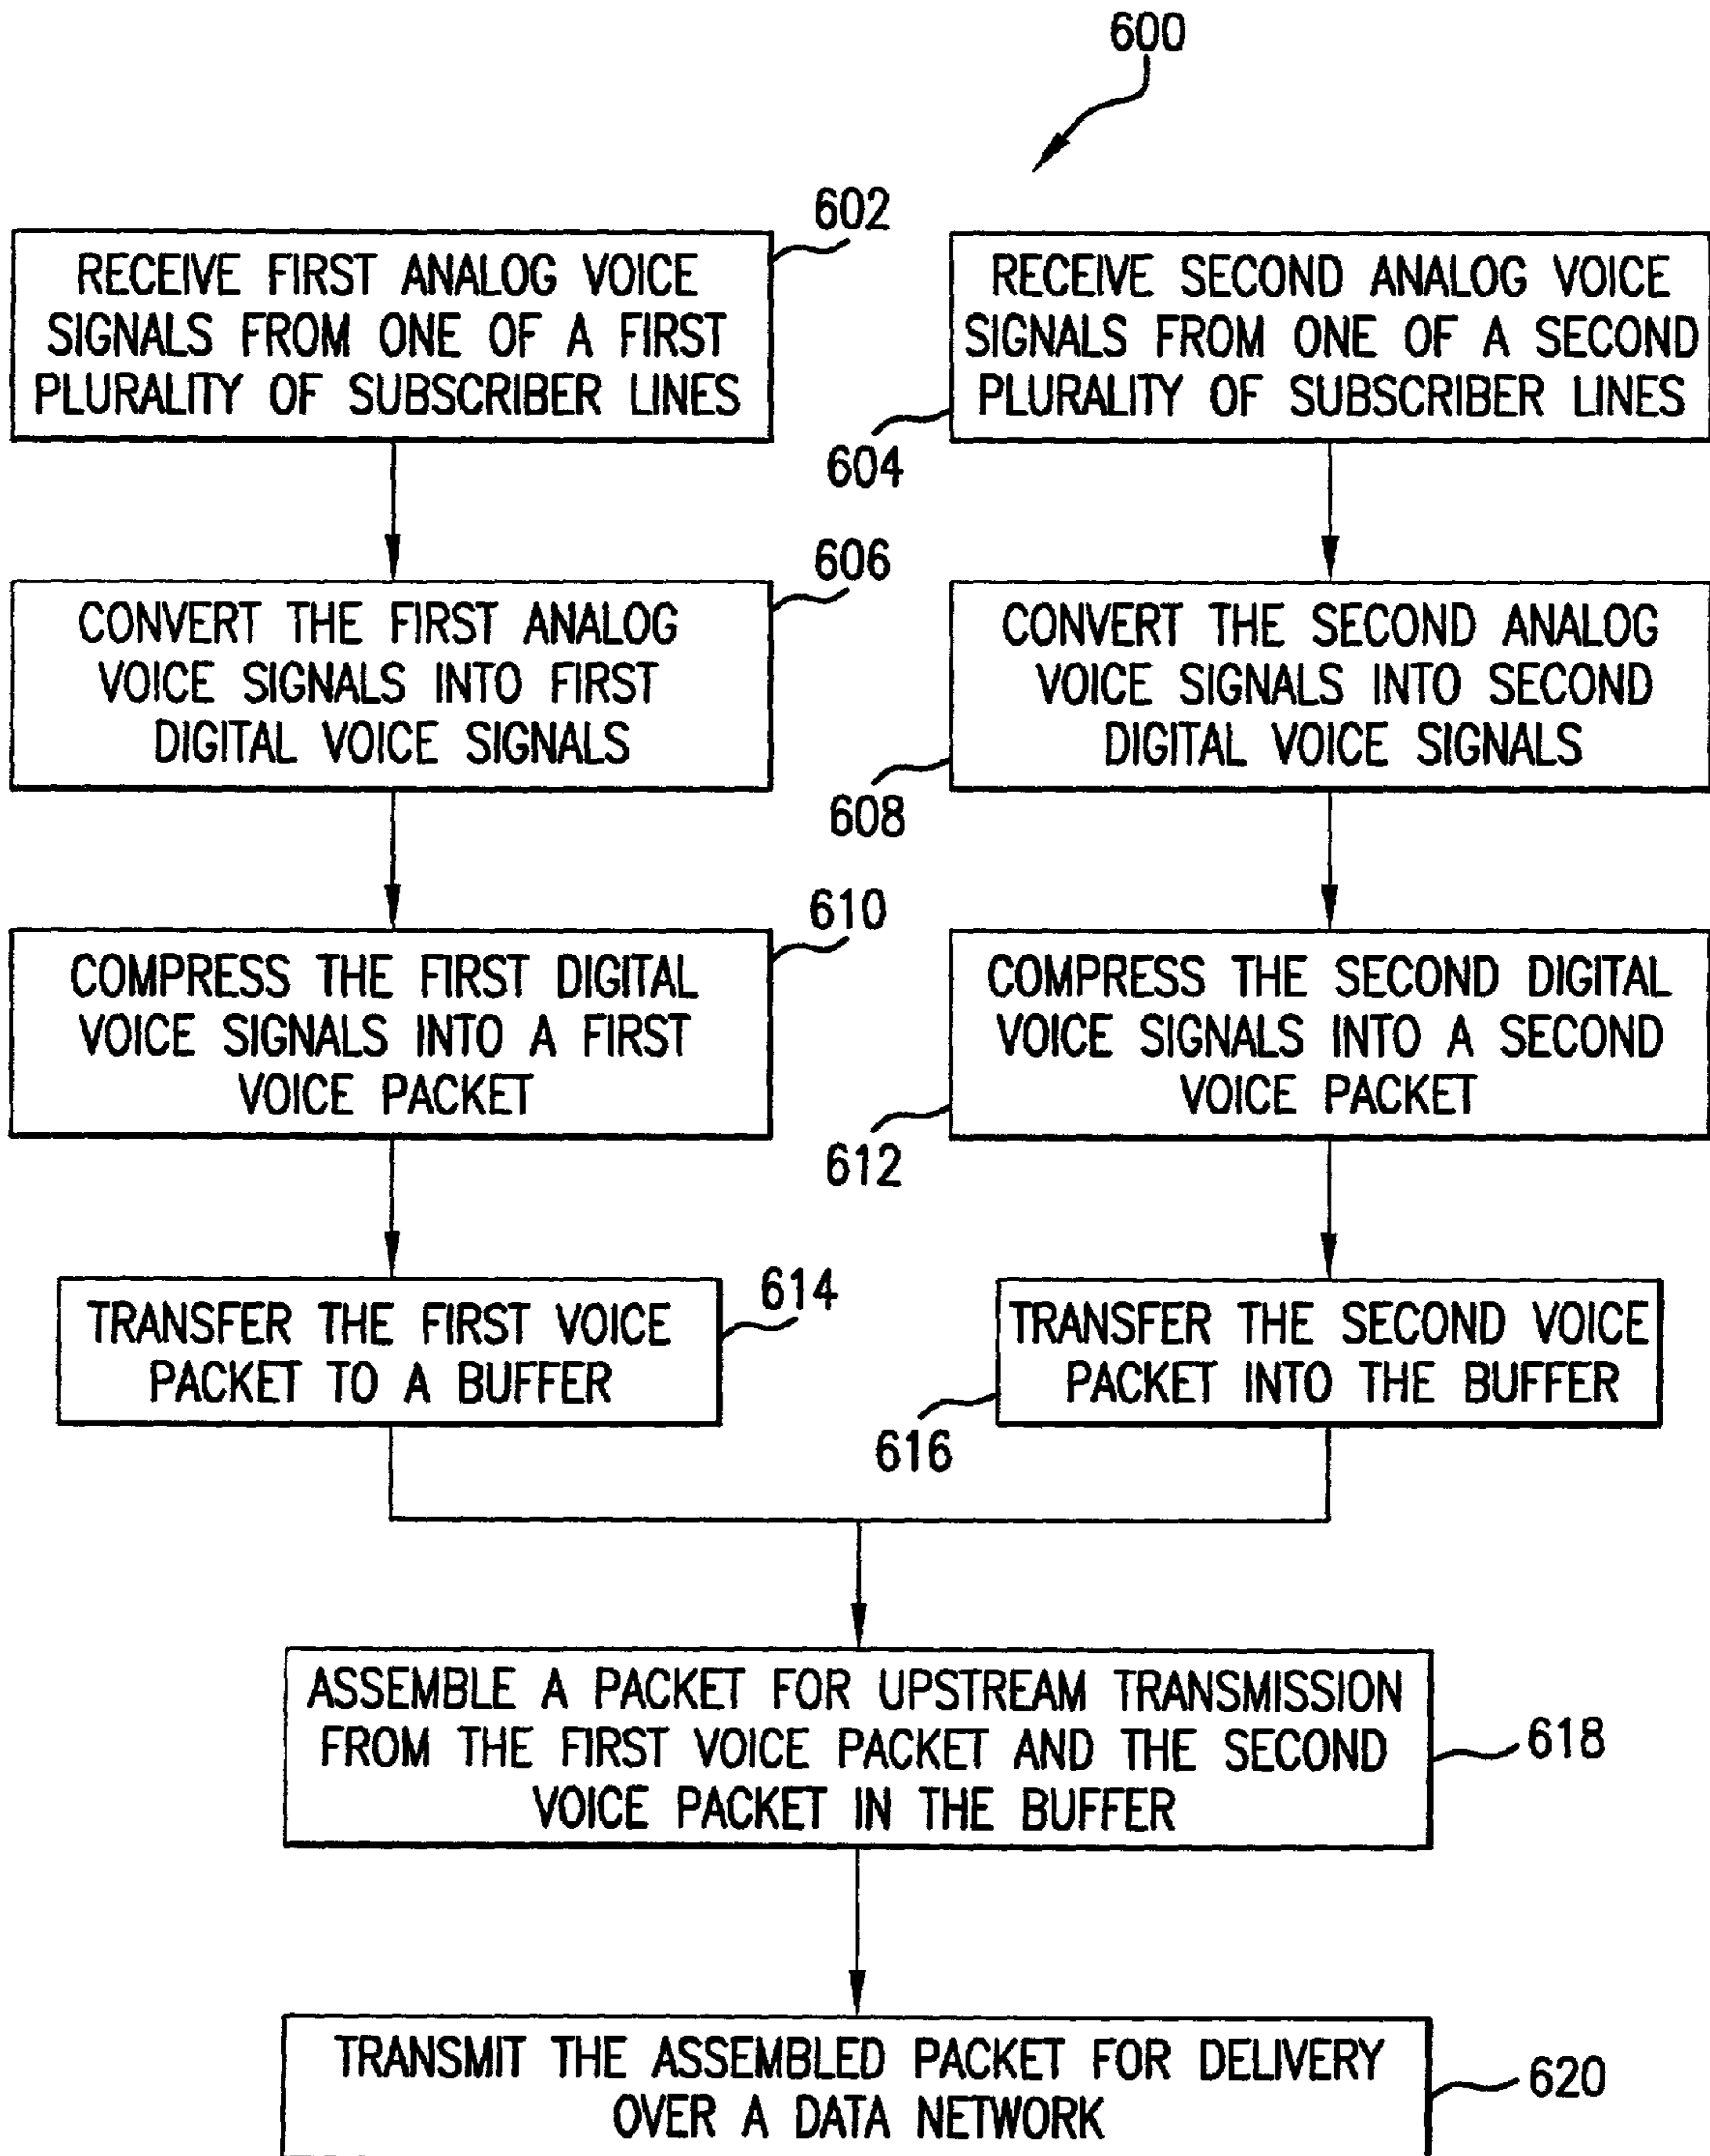 600
602
RECEIVE FIRST ANALOG VOICE
SIGNALS FROM ONE OF A FIRST
PLURALITY OF SUBSCRIBER LINES
RECEIVE SECOND ANALOG VOICE
SIGNALS FROM ONE OF A SECOND
PLURALITY OF SUBSCRIBER LINES
604
606
CONVERT THE FIRST ANALOG
VOICE SIGNALS INTO FIRST
DIGITAL VOICE SIGNALS
CONVERT THE SECOND ANALOG
VOICE SIGNALS INTO SECOND
DIGITAL VOICE SIGNALS
608
610
COMPRESS THE FIRST DIGITAL
VOICE SIGNALS INTO A FIRST
VOICE PACKET
COMPRESS THE SECOND DIGITAL
VOICE SIGNALS INTO A SECOND
VOICE PACKET
612
TRANSFER THE FIRST VOICE
PACKET TO A BUFFER
614
TRANSFER THE SECOND VOICE
PACKET INTO THE BUFFER
616
ASSEMBLE A PACKET FOR UPSTREAM TRANSMISSION
FROM THE FIRST VOICE PACKET AND THE SECOND
VOICE PACKET IN THE BUFFER
618
TRANSMIT THE ASSEMBLED PACKET FOR DELIVERY
OVER A DATA NETWORK
620